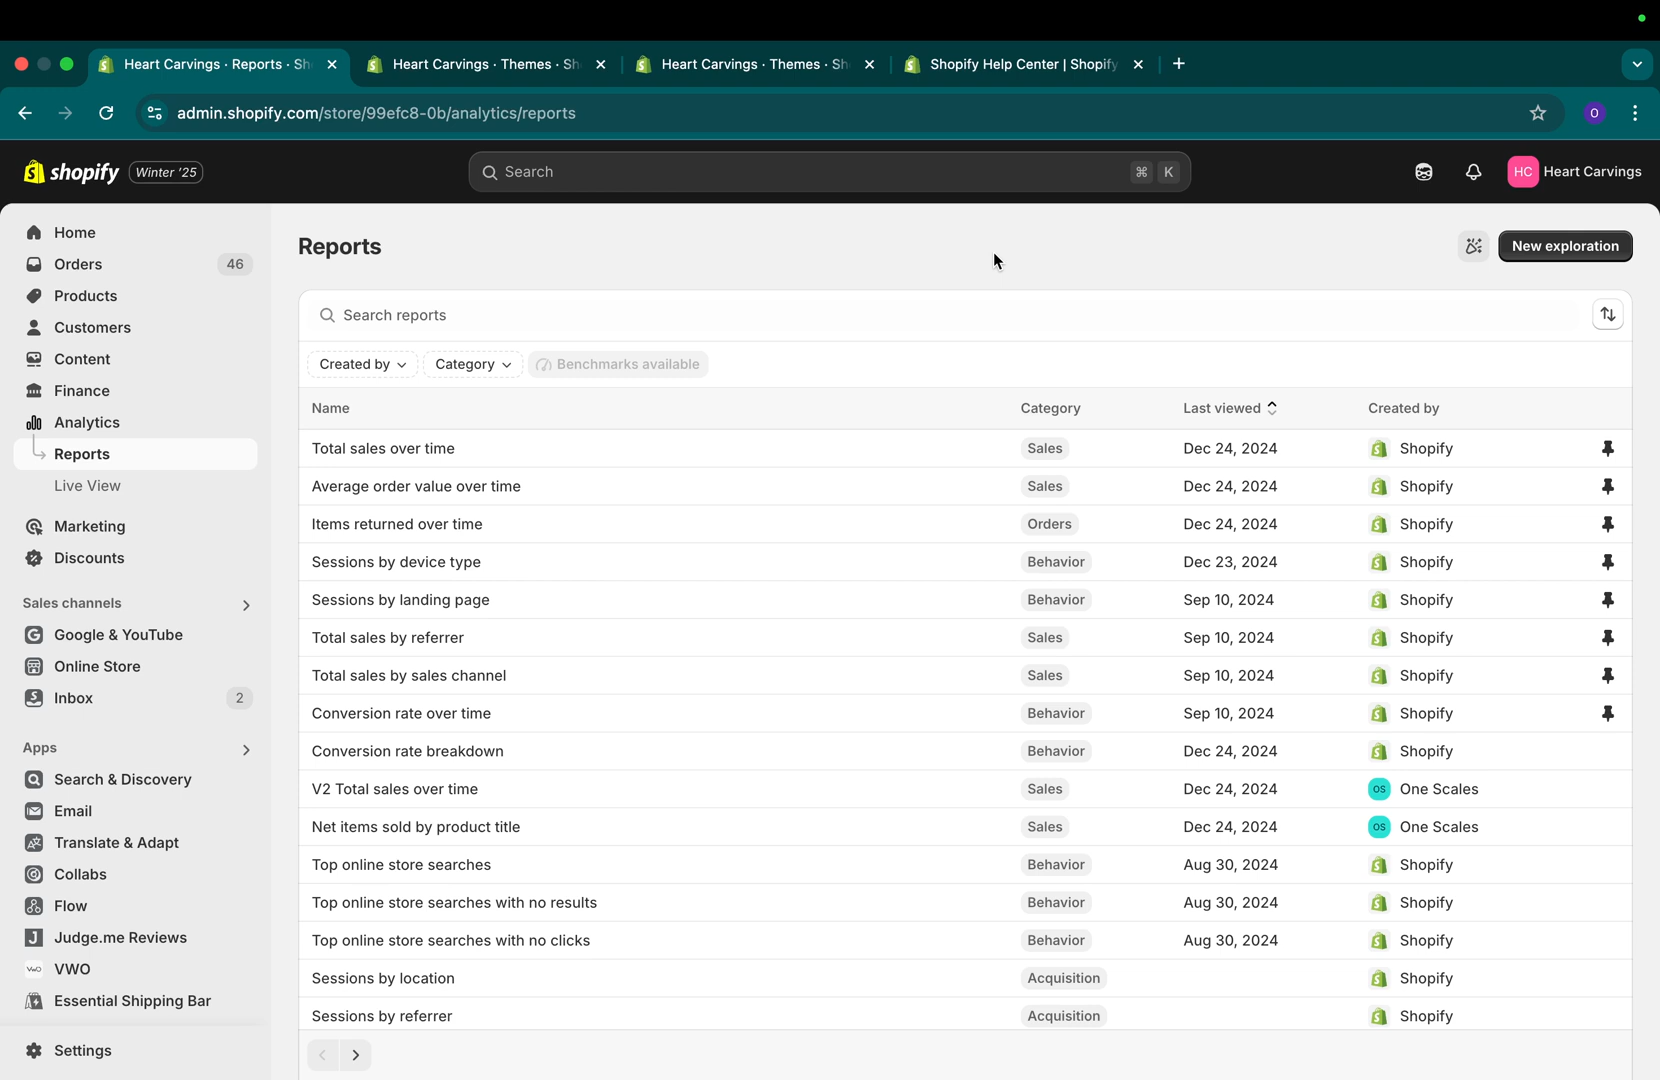 Heart Carvings · Reports · Sh
Heart Carvings · Themes · Sh
Heart Carvings · Themes · Sh
Shopify Help Center | Shopify
admin.shopify.com/store/99efc8-0b/analytics/reports
O
shopify
Winter '25
Search
⌘ K
HC
Heart Carvings
Home
Orders 46
Products
Customers
Content
Finance
Analytics
Reports
Live View
Marketing
Discounts
Sales channels
Google & YouTube
Online Store
Inbox 2
Apps
Search & Discovery
Email
Translate & Adapt
Collabs
Flow
Judge.me Reviews
VWO
Essential Shipping Bar
Settings
Reports
New exploration
Search reports
Created by Category Benchmarks available
Name Category Last viewed Created by
Total sales over time Sales Dec 24, 2024 Shopify
Average order value over time Sales Dec 24, 2024 Shopify
Items returned over time Orders Dec 24, 2024 Shopify
Sessions by device type Behavior Dec 23, 2024 Shopify
Sessions by landing page Behavior Sep 10, 2024 Shopify
Total sales by referrer Sales Sep 10, 2024 Shopify
Total sales by sales channel Sales Sep 10, 2024 Shopify
Conversion rate over time Behavior Sep 10, 2024 Shopify
Conversion rate breakdown Behavior Dec 24, 2024 Shopify
V2 Total sales over time Sales Dec 24, 2024 OS One Scales
Net items sold by product title Sales Dec 24, 2024 OS One Scales
Top online store searches Behavior Aug 30, 2024 Shopify
Top online store searches with no results Behavior Aug 30, 2024 Shopify
Top online store searches with no clicks Behavior Aug 30, 2024 Shopify
Sessions by location Acquisition Shopify
Sessions by referrer Acquisition Shopify